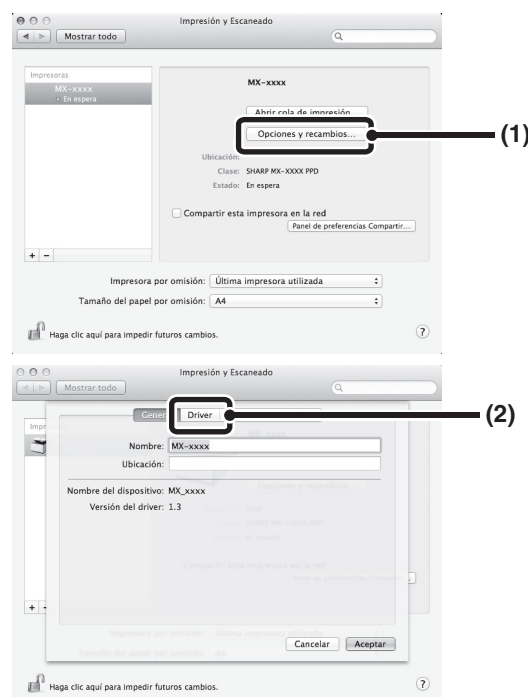 Impresión y Escaneado
Mostrar todo
Impresoras
MX-xxxx
• En espera
MX-xxxx
Abrir cola de impresión...
Opciones y recambios...
(1)
Ubicación:
Clase: SHARP MX-XXXX PPD
Estado: En espera
Compartir esta impresora en la red
Panel de preferencias Compartir...
+ −
Impresora por omisión: Última impresora utilizada
Tamaño del papel por omisión: A4
Haga clic aquí para impedir futuros cambios.
?
Impresión y Escaneado
Mostrar todo
Driver
(2)
Nombre: MX-xxxx
Ubicación:
Nombre del dispositivo: MX_xxxx
Versión del driver: 1.3
Cancelar Aceptar
Haga clic aquí para impedir futuros cambios.
?